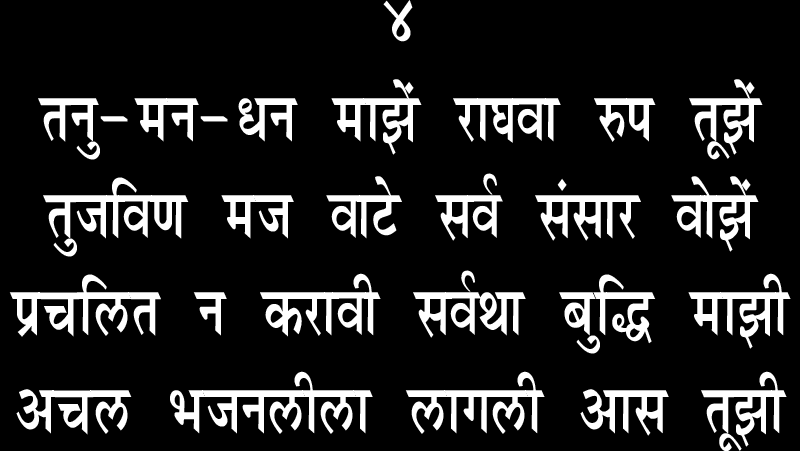 ४
तनु-मन-धन माझें राघवा रुप तूझें
तुजविण मज वाटे सर्व संसार वोझें
प्रचलित न करावी सर्वथा बुद्धि माझी
अचल भजनलीला लागली आस तूझी